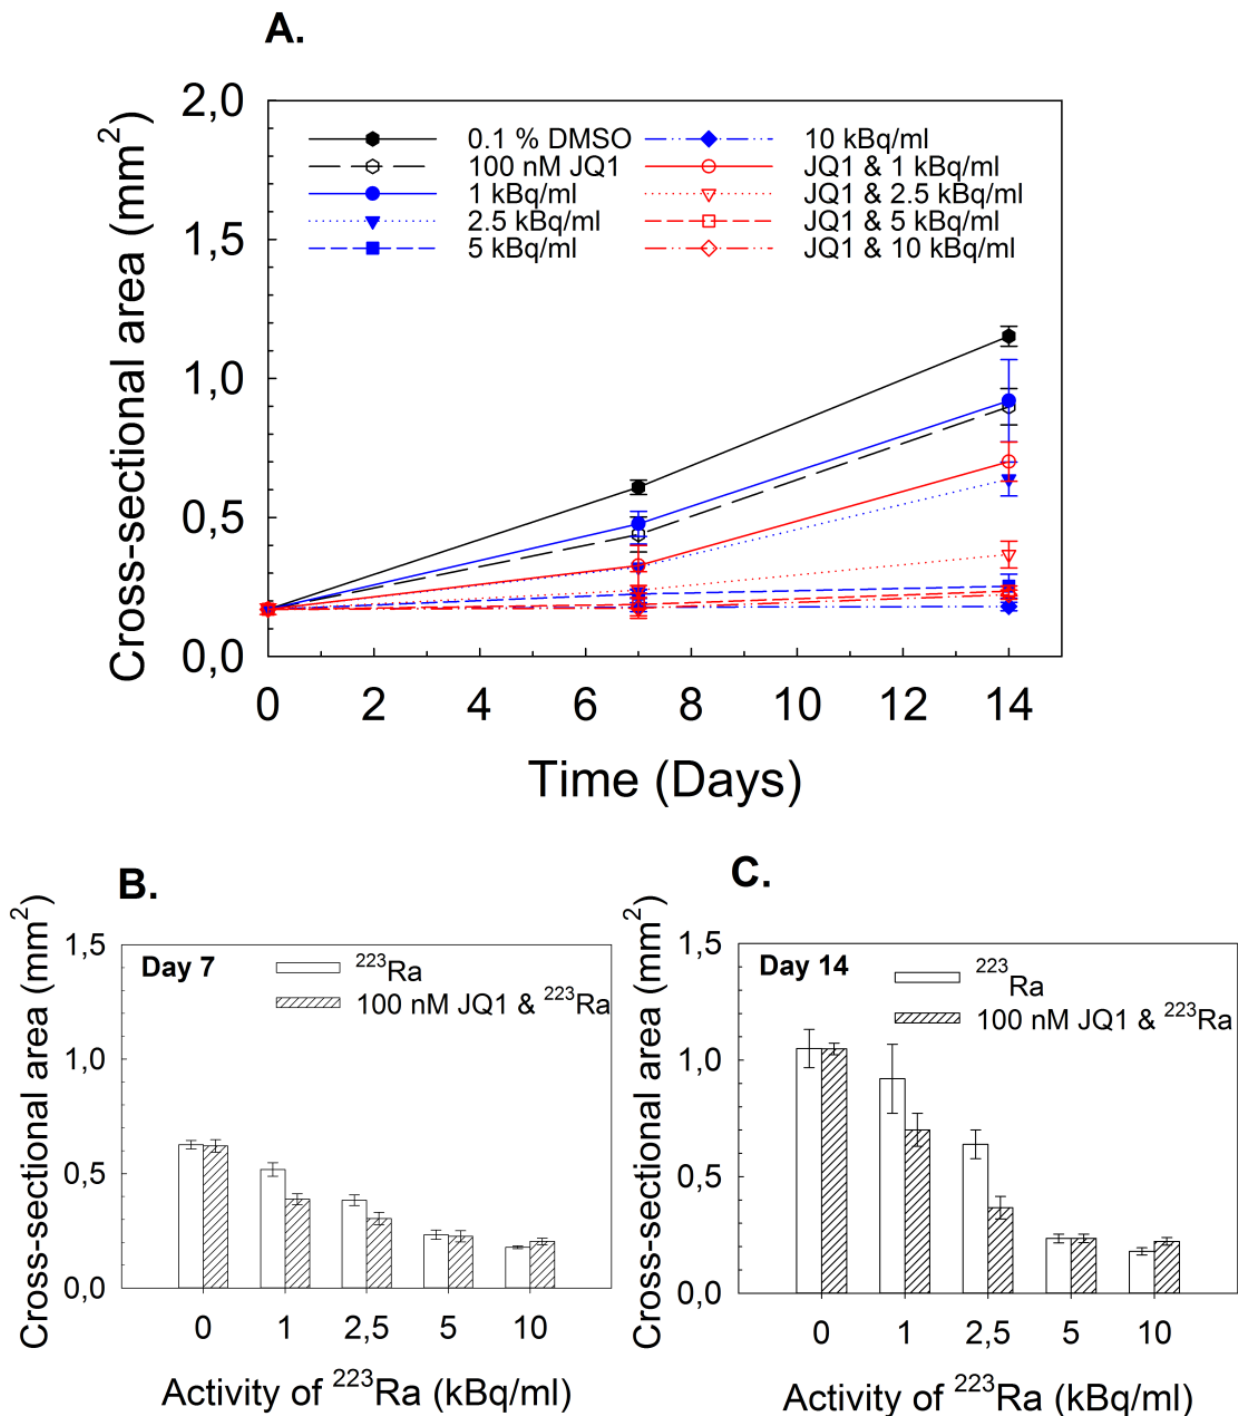 A.
Cross-sectional area (mm²)
2,0
1,5
1,0
0,5
0,0
0.1 % DMSO
100 nM JQ1
1 kBq/ml
2.5 kBq/ml
5 kBq/ml
10 kBq/ml
JQ1 & 1 kBq/ml
JQ1 & 2.5 kBq/ml
JQ1 & 5 kBq/ml
JQ1 & 10 kBq/ml
0 2 4 6 8 10 12 14
Time (Days)
B.
Cross-sectional area (mm²)
1,5
1,0
0,5
0,0
Day 7
²²³Ra
100 nM JQ1 & ²²³Ra
0 1 2,5 5 10
Activity of ²²³Ra (kBq/ml)
C.
Cross-sectional area (mm²)
1,5
1,0
0,5
0,0
Day 14
²²³Ra
100 nM JQ1 & ²²³Ra
0 1 2,5 5 10
Activity of ²²³Ra (kBq/ml)